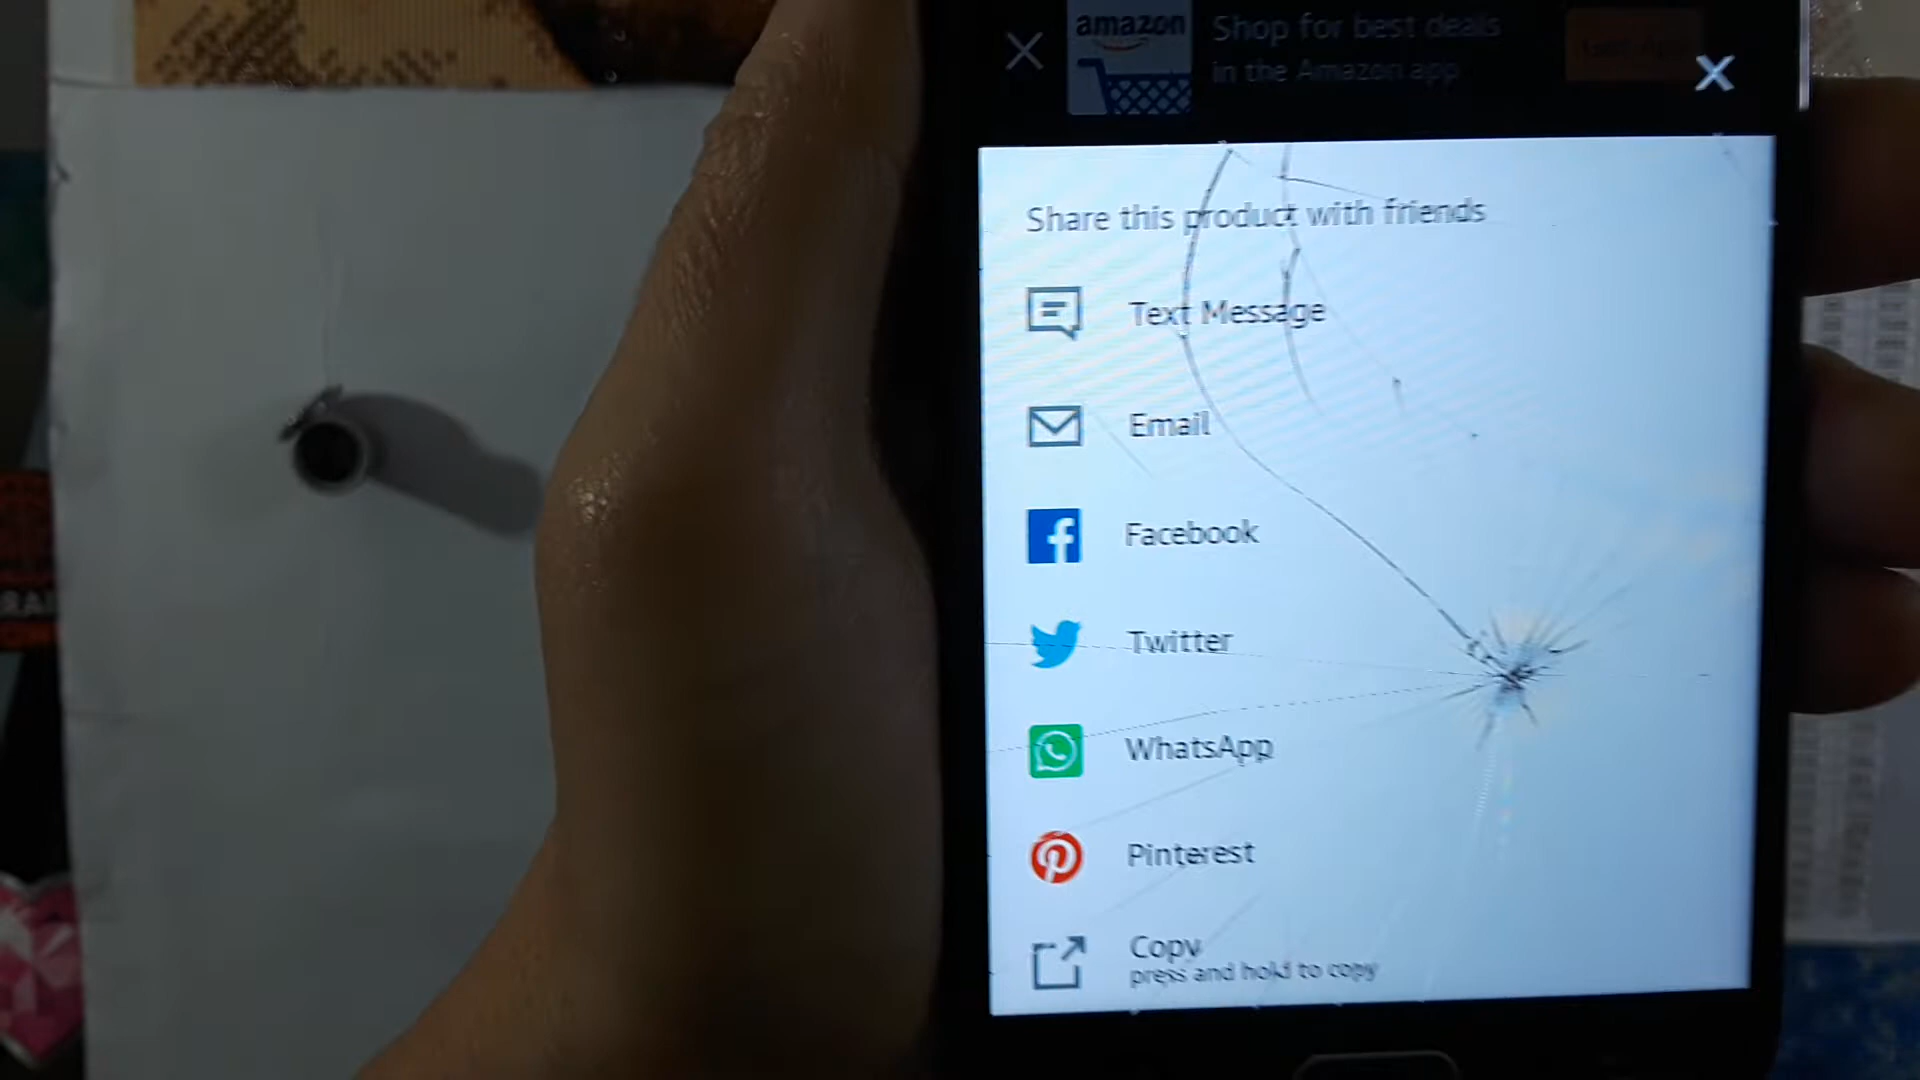 amazon
Shop for best deals
in the Amazon app
Share this product with friends
Text Message
Email
Facebook
Twitter
WhatsApp
Pinterest
Copy
press and hold to copy